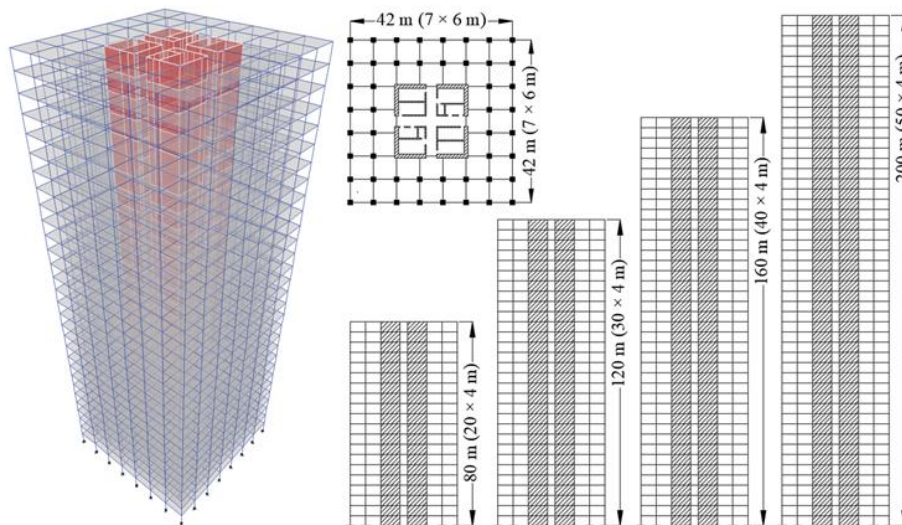 42 m (7 × 6 m)
42 m (7 × 6 m)
80 m (20 × 4 m)
120 m (30 × 4 m)
160 m (40 × 4 m)
200 m (50 × 4 m)